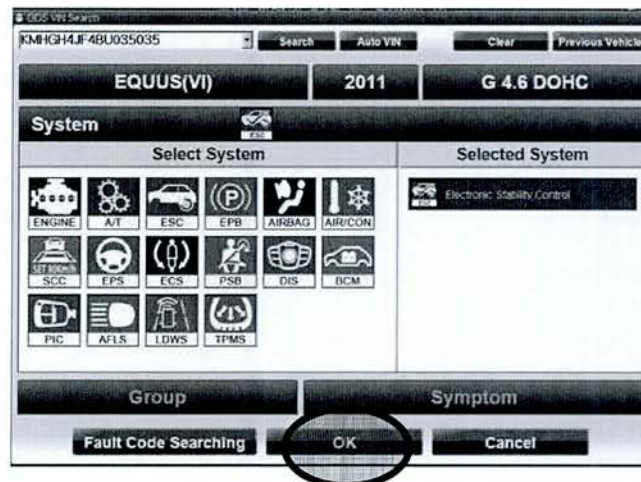 GDS VIN Search
KMHGH4JF4BU035035 Search Auto VIN Clear Previous Vehicle
EQUUS(VI) 2011 G 4.6 DOHC
System ESC
Select System Selected System
ENGINE A/T ESC EPB AIRBAG AIR/CON
ESC Electronic Stability Control
SCC EPS ECS PSB DIS BCM
PIC AFLS LDWS TPMS
Group Symptom
Fault Code Searching OK Cancel